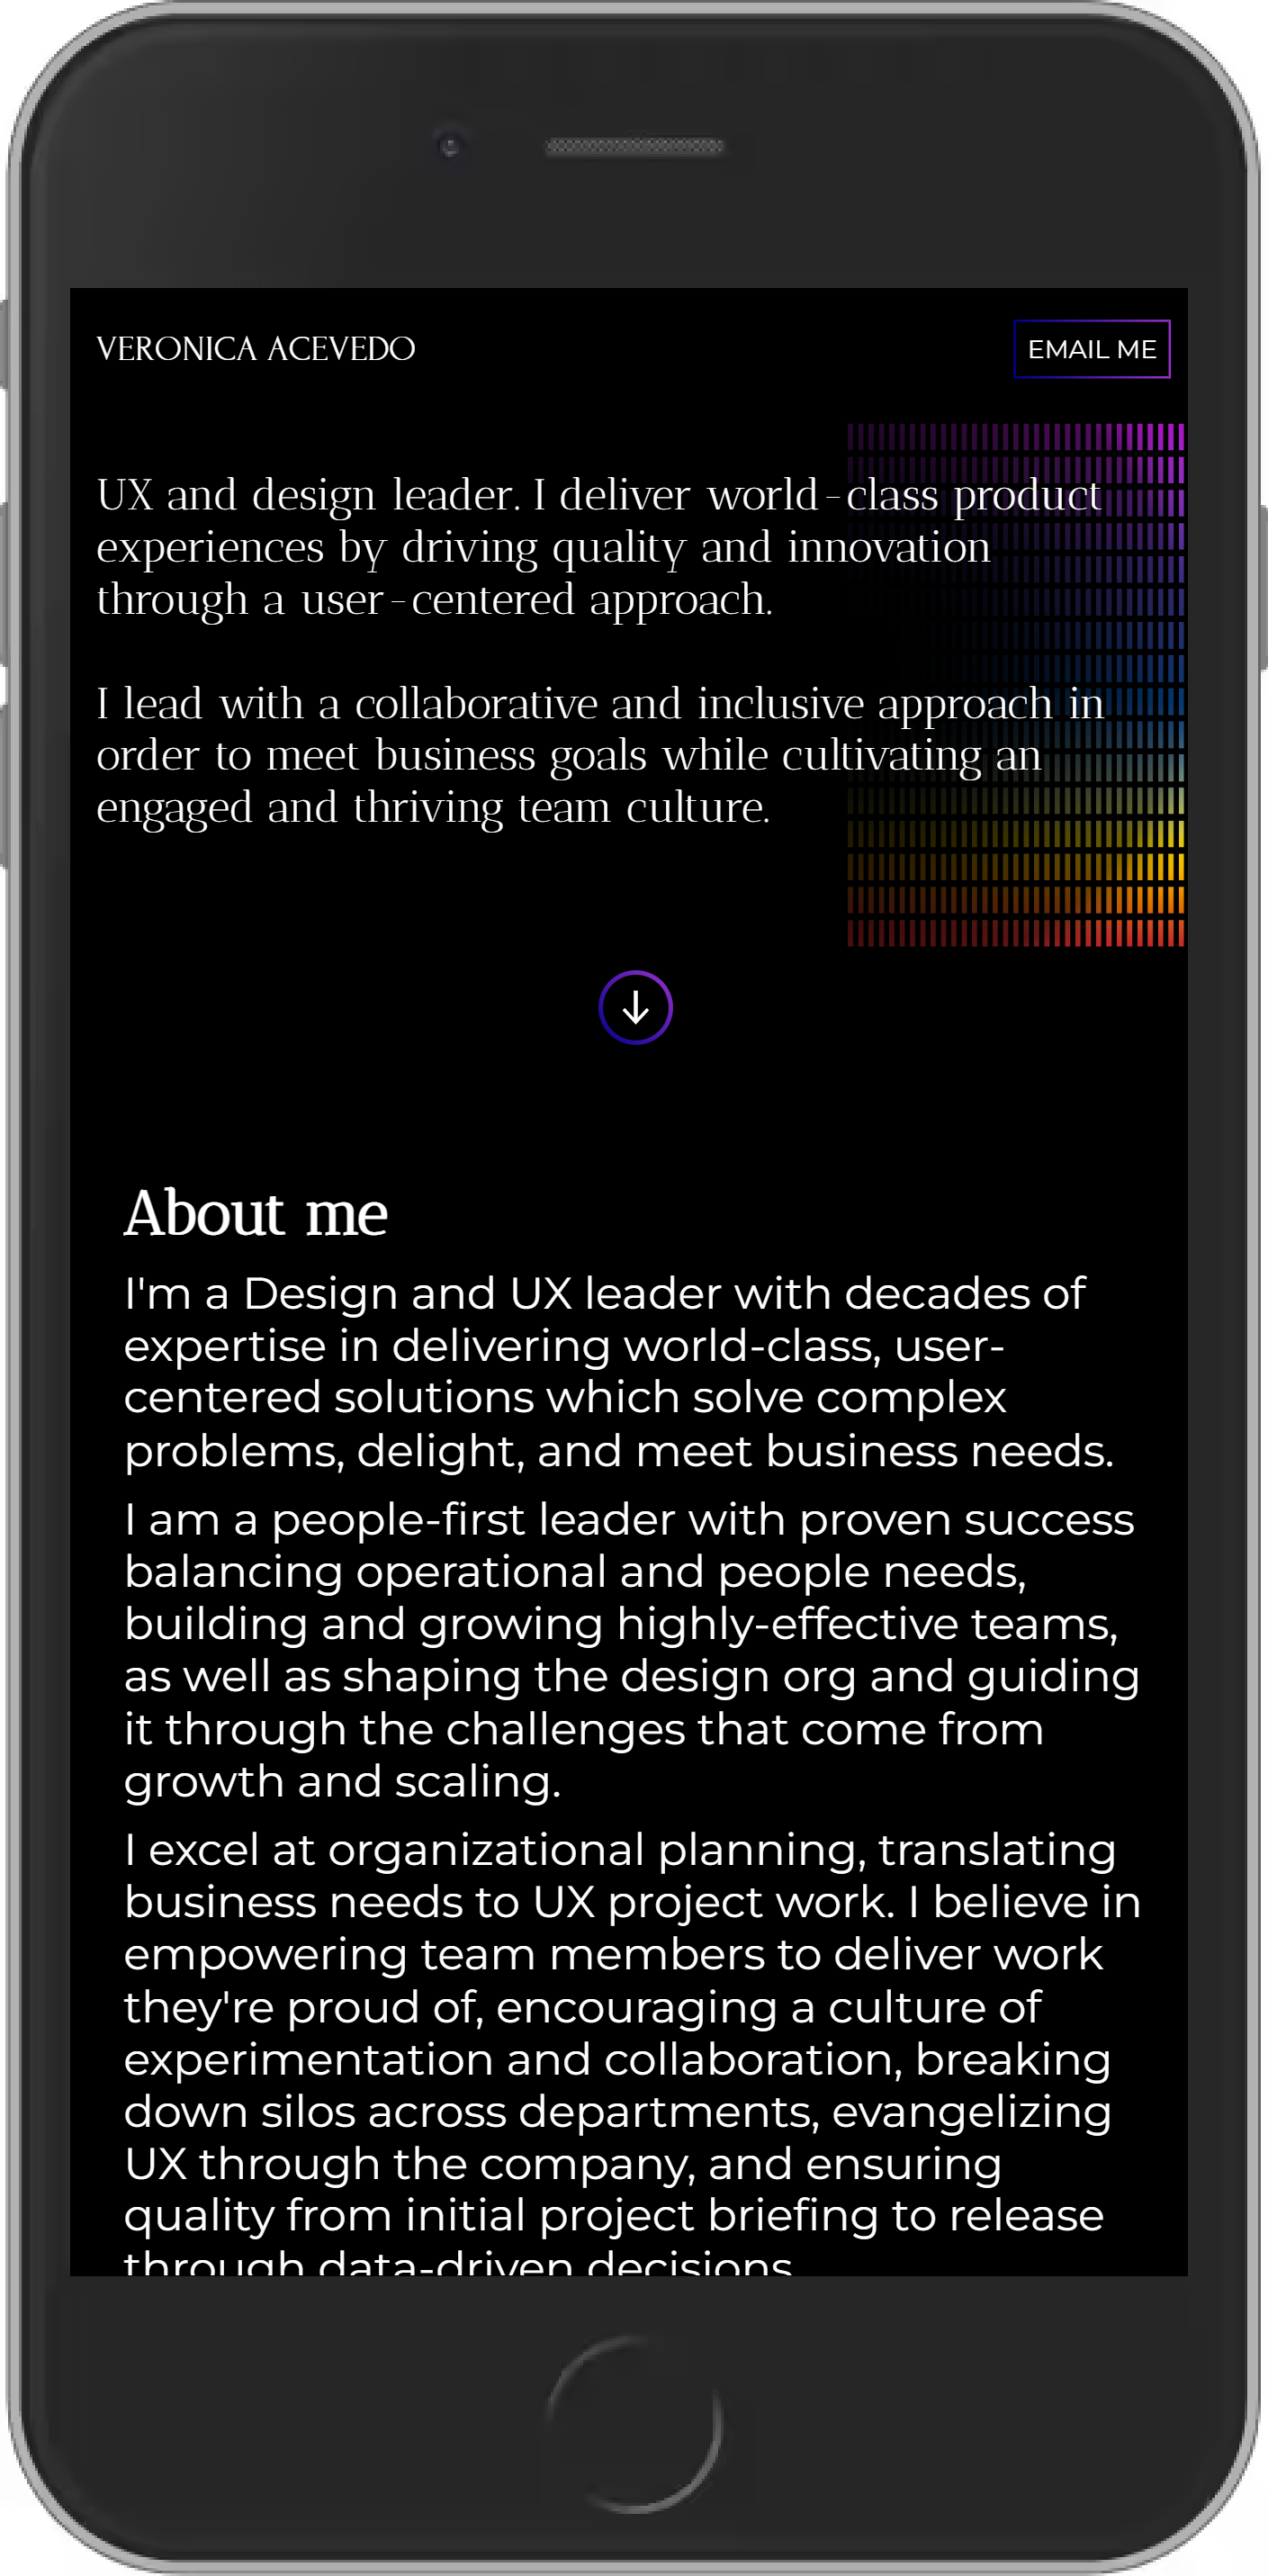 VERONICA ACEVEDO
EMAIL ME
UX and design leader. I deliver world-class product
experiences by driving quality and innovation
through a user-centered approach.
I lead with a collaborative and inclusive approach in
order to meet business goals while cultivating an
engaged and thriving team culture.
About me
I'm a Design and UX leader with decades of
expertise in delivering world-class, user-
centered solutions which solve complex
problems, delight, and meet business needs.
I am a people-first leader with proven success
balancing operational and people needs,
building and growing highly-effective teams,
as well as shaping the design org and guiding
it through the challenges that come from
growth and scaling.
I excel at organizational planning, translating
business needs to UX project work. I believe in
empowering team members to deliver work
they're proud of, encouraging a culture of
experimentation and collaboration, breaking
down silos across departments, evangelizing
UX through the company, and ensuring
quality from initial project briefing to release
through data-driven decisions